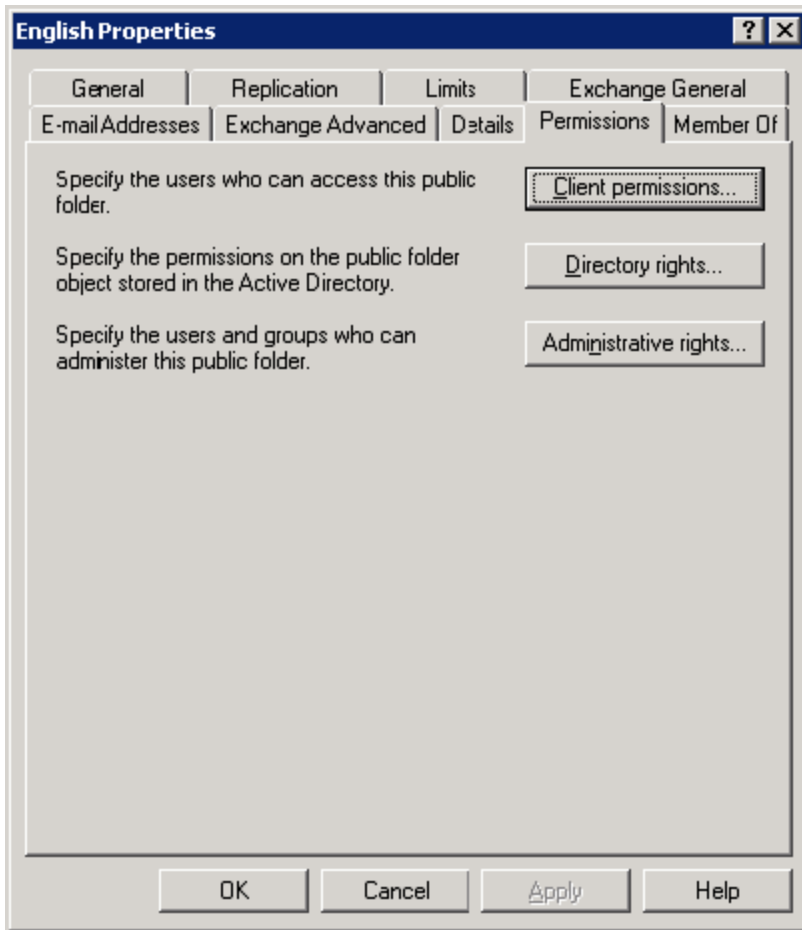 English Properties
General Replication Limits Exchange General
E-mail Addresses Exchange Advanced Details Permissions Member Of
Specify the users who can access this public
folder.
Client permissions...
Specify the permissions on the public folder
object stored in the Active Directory.
Directory rights...
Specify the users and groups who can
administer this public folder.
Administrative rights...
OK Cancel Apply Help